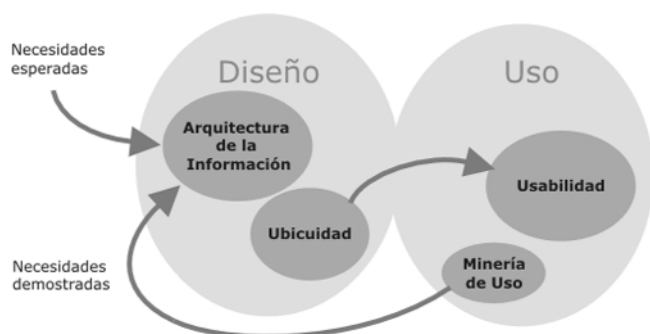 Necesidades
esperadas
Diseño
Uso
Arquitectura
de la
Información
Usabilidad
Ubicuidad
Necesidades
demostradas
Minería
de Uso